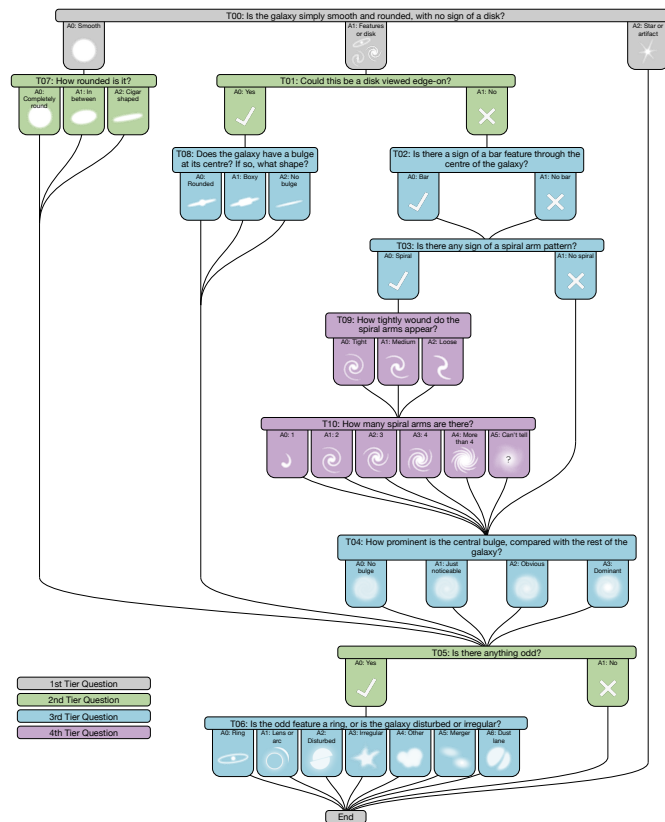 T00: Is the galaxy simply smooth and rounded, with no sign of a disk?
A0: Smooth
A1: Features
or disk
A2: Star or
artifact
T07: How rounded is it?
A0:
Completely
round
A1: In
between
A2: Cigar
shaped
T01: Could this be a disk viewed edge-on?
A0: Yes
A1: No
T08: Does the galaxy have a bulge
at its centre? If so, what shape?
A0:
Rounded
A1: Boxy
A2: No
bulge
T02: Is there a sign of a bar feature through the
centre of the galaxy?
A0: Bar
A1: No bar
T03: Is there any sign of a spiral arm pattern?
A0: Spiral
A1: No spiral
T09: How tightly wound do the
spiral arms appear?
A0: Tight
A1: Medium
A2: Loose
T10: How many spiral arms are there?
A0: 1
A1: 2
A2: 3
A3: 4
A4: More
than 4
A5: Can't tell
?
T04: How prominent is the central bulge, compared with the rest of the
galaxy?
A0: No
bulge
A1: Just
noticeable
A2: Obvious
A3:
Dominant
T05: Is there anything odd?
A0: Yes
A1: No
T06: Is the odd feature a ring, or is the galaxy disturbed or irregular?
A0: Ring
A1: Lens or
arc
A2:
Disturbed
A3: Irregular
A4: Other
A5: Merger
A6: Dust
lane
End
1st Tier Question
2nd Tier Question
3rd Tier Question
4th Tier Question